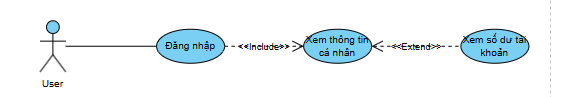 Đăng nhập
<<Include>>
Xem thông tin
cá nhân
<<Extend>>
Xem số dư tài
khoản
User